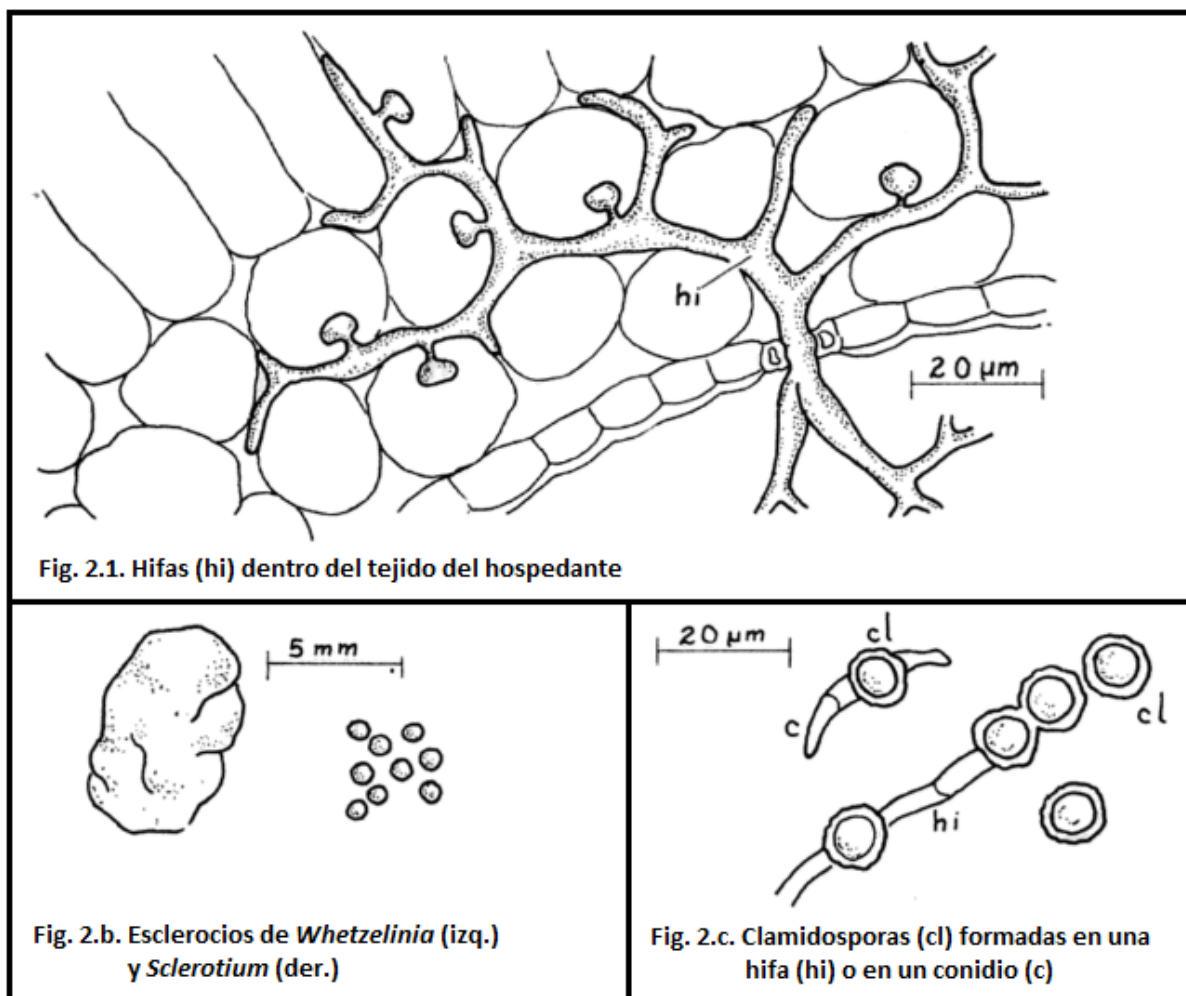 hi
20 µm
Fig. 2.1. Hifas (hi) dentro del tejido del hospedante
5 mm
Fig. 2.b. Esclerocios de Whetzelinia (izq.)
y Sclerotium (der.)
20 µm
cl
cl
c
hi
Fig. 2.c. Clamidosporas (cl) formadas en una
hifa (hi) o en un conidio (c)